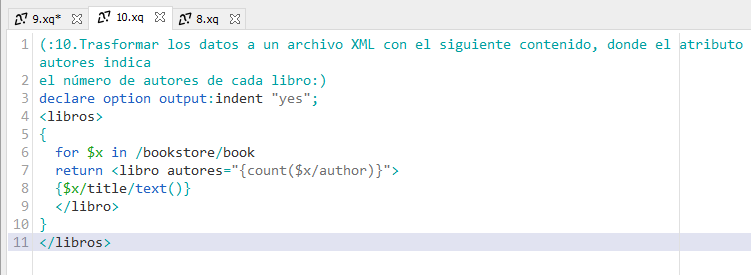 9.xq* 10.xq 8.xq
1 (:10.Trasformar los datos a un archivo XML con el siguiente contenido, donde el atributo
autores indica
2 el número de autores de cada libro:)
3 declare option output:indent "yes";
4 <libros>
5 {
6 for $x in /bookstore/book
7 return <libro autores="{count($x/author)}">
8 {$x/title/text()}
9 </libro>
10 }
11 </libros>